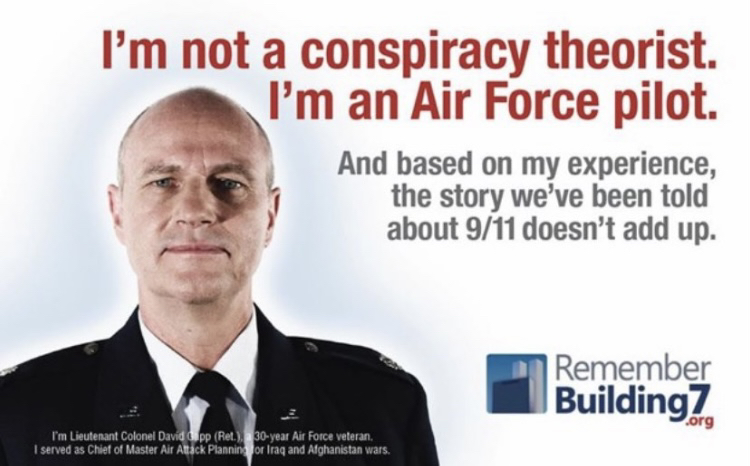 I'm not a conspiracy theorist.
I'm an Air Force pilot.
And based on my experience,
the story we've been told
about 9/11 doesn't add up.
Remember
Building7
.org
I'm Lieutenant Colonel David Gapp (Ret.), a 30-year Air Force veteran.
I served as Chief of Master Air Attack Planning for Iraq and Afghanistan wars.